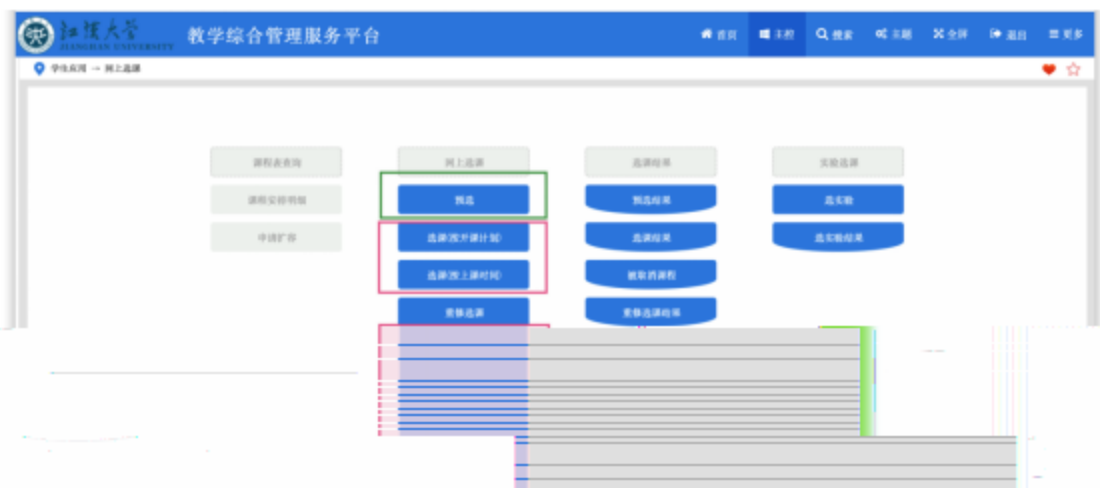 江汉大学 JIANGHAN UNIVERSITY 教学综合管理服务平台 首页 主控 搜索 主题 全屏 退出 更多
学生应用 → 网上选课
课程表查询 网上选课 选课结果 实验选课
课程安排明细 预选 预选结果 选实验
申请扩容 选课(按开课计划) 选课结果 选实验结果
选课(按上课时间) 被取消课程
重修选课 重修选课结果